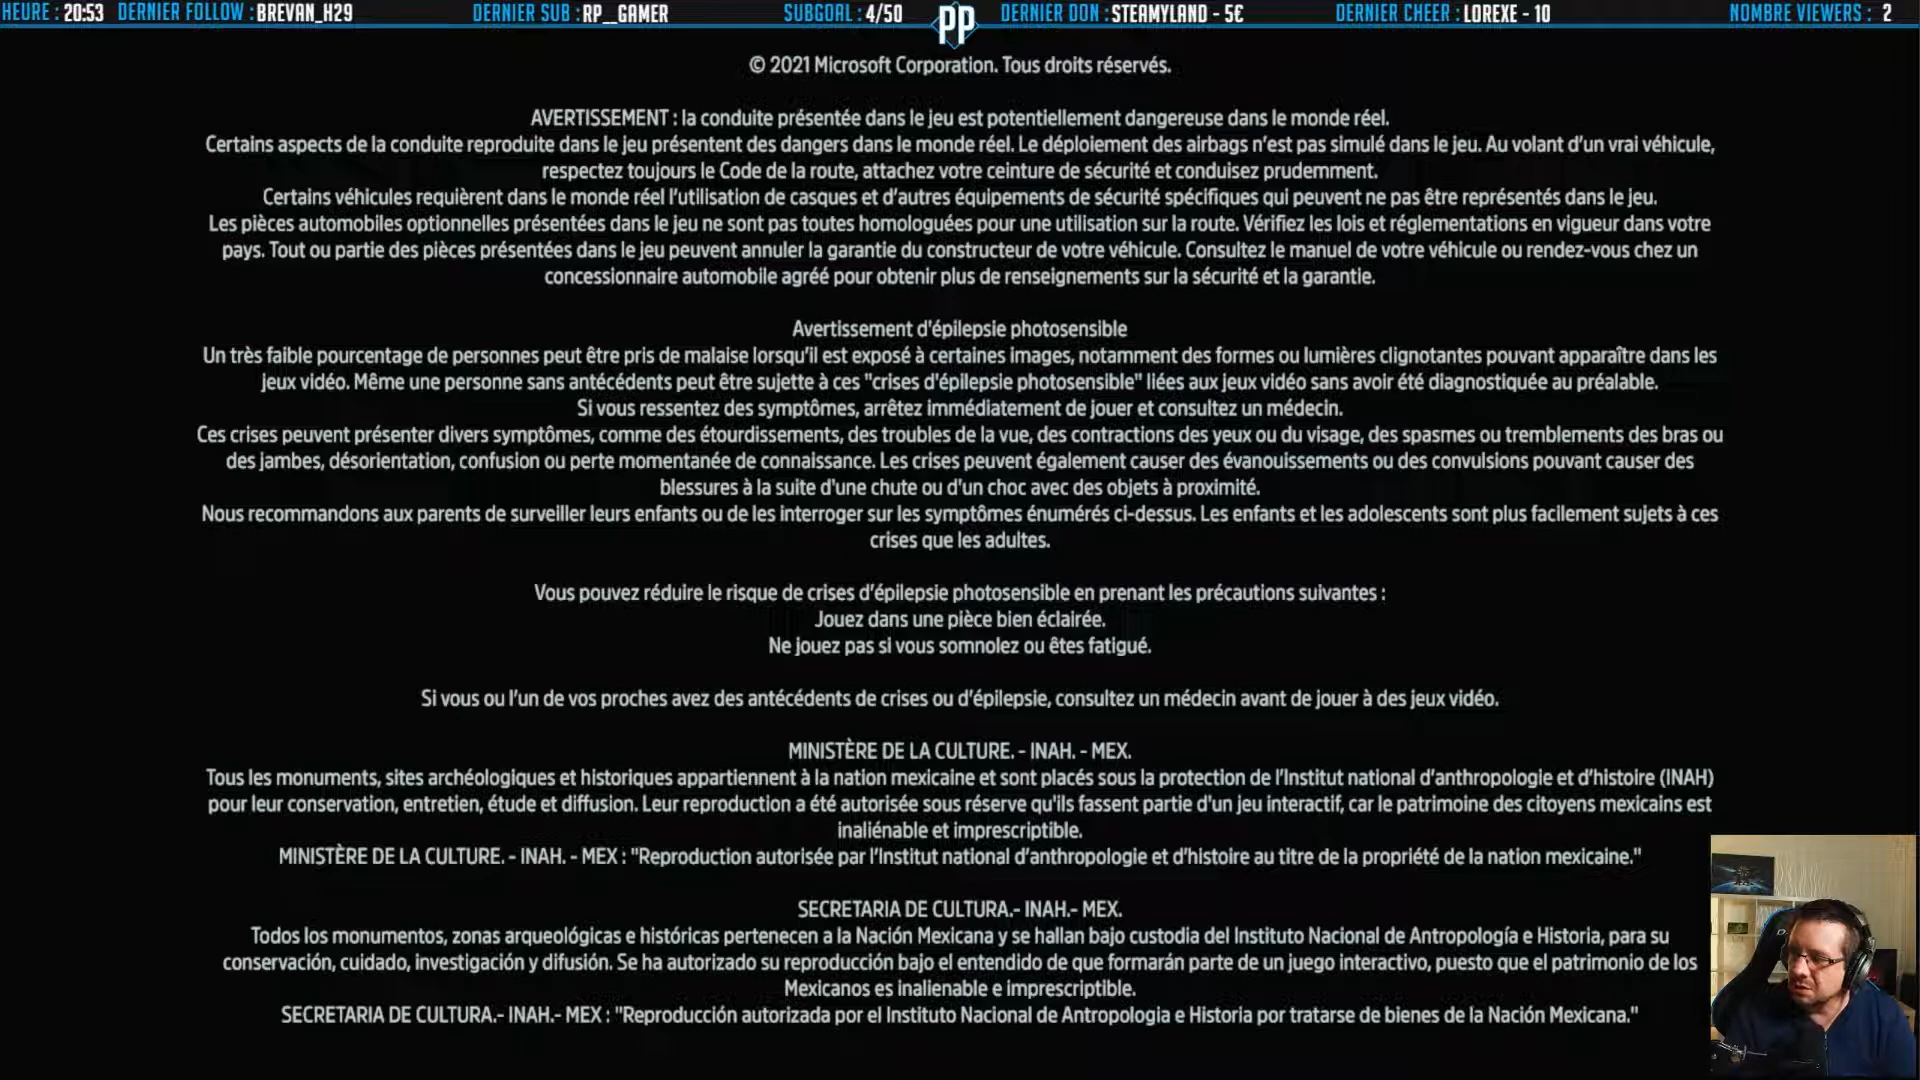 HEURE : 20:53 DERNIER FOLLOW : BREVAN_H29 DERNIER SUB : RP__GAMER SUBGOAL : 4/50 PP DERNIER DON : STEAMYLAND - 5€ DERNIER CHEER : LOREXE - 10 NOMBRE VIEWERS : 2
© 2021 Microsoft Corporation. Tous droits réservés.
AVERTISSEMENT : la conduite présentée dans le jeu est potentiellement dangereuse dans le monde réel.
Certains aspects de la conduite reproduite dans le jeu présentent des dangers dans le monde réel. Le déploiement des airbags n'est pas simulé dans le jeu. Au volant d'un vrai véhicule,
respectez toujours le Code de la route, attachez votre ceinture de sécurité et conduisez prudemment.
Certains véhicules requièrent dans le monde réel l'utilisation de casques et d'autres équipements de sécurité spécifiques qui peuvent ne pas être représentés dans le jeu.
Les pièces automobiles optionnelles présentées dans le jeu ne sont pas toutes homologuées pour une utilisation sur la route. Vérifiez les lois et réglementations en vigueur dans votre
pays. Tout ou partie des pièces présentées dans le jeu peuvent annuler la garantie du constructeur de votre véhicule. Consultez le manuel de votre véhicule ou rendez-vous chez un
concessionnaire automobile agréé pour obtenir plus de renseignements sur la sécurité et la garantie.
Avertissement d'épilepsie photosensible
Un très faible pourcentage de personnes peut être pris de malaise lorsqu'il est exposé à certaines images, notamment des formes ou lumières clignotantes pouvant apparaître dans les
jeux vidéo. Même une personne sans antécédents peut être sujette à ces "crises d'épilepsie photosensible" liées aux jeux vidéo sans avoir été diagnostiquée au préalable.
Si vous ressentez des symptômes, arrêtez immédiatement de jouer et consultez un médecin.
Ces crises peuvent présenter divers symptômes, comme des étourdissements, des troubles de la vue, des contractions des yeux ou du visage, des spasmes ou tremblements des bras ou
des jambes, désorientation, confusion ou perte momentanée de connaissance. Les crises peuvent également causer des évanouissements ou des convulsions pouvant causer des
blessures à la suite d'une chute ou d'un choc avec des objets à proximité.
Nous recommandons aux parents de surveiller leurs enfants ou de les interroger sur les symptômes énumérés ci-dessus. Les enfants et les adolescents sont plus facilement sujets à ces
crises que les adultes.
Vous pouvez réduire le risque de crises d'épilepsie photosensible en prenant les précautions suivantes :
Jouez dans une pièce bien éclairée.
Ne jouez pas si vous somnolez ou êtes fatigué.
Si vous ou l'un de vos proches avez des antécédents de crises ou d'épilepsie, consultez un médecin avant de jouer à des jeux vidéo.
MINISTÈRE DE LA CULTURE. - INAH. - MEX.
Tous les monuments, sites archéologiques et historiques appartiennent à la nation mexicaine et sont placés sous la protection de l'Institut national d'anthropologie et d'histoire (INAH)
pour leur conservation, entretien, étude et diffusion. Leur reproduction a été autorisée sous réserve qu'ils fassent partie d'un jeu interactif, car le patrimoine des citoyens mexicains est
inaliénable et imprescriptible.
MINISTÈRE DE LA CULTURE. - INAH. - MEX : "Reproduction autorisée par l'Institut national d'anthropologie et d'histoire au titre de la propriété de la nation mexicaine."
SECRETARIA DE CULTURA.- INAH.- MEX.
Todos los monumentos, zonas arqueológicas e históricas pertenecen a la Nación Mexicana y se hallan bajo custodia del Instituto Nacional de Antropología e Historia, para su
conservación, cuidado, investigación y difusión. Se ha autorizado su reproducción bajo el entendido de que formarán parte de un juego interactivo, puesto que el patrimonio de los
Mexicanos es inalienable e imprescriptible.
SECRETARIA DE CULTURA.- INAH.- MEX : "Reproducción autorizada por el Instituto Nacional de Antropologia e Historia por tratarse de bienes de la Nación Mexicana."